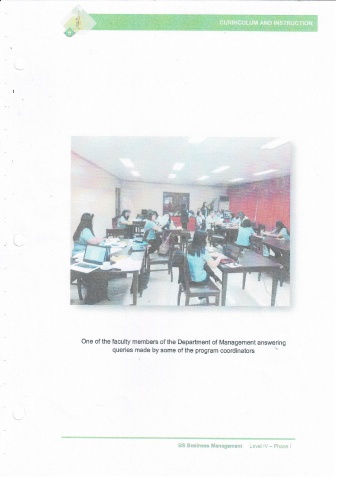 CURRICULUM AND INSTRUCTION
One of the faculty members of the Department of Management answering
queries made by some of the program coordinators
BS Business Management Level IV – Phase I